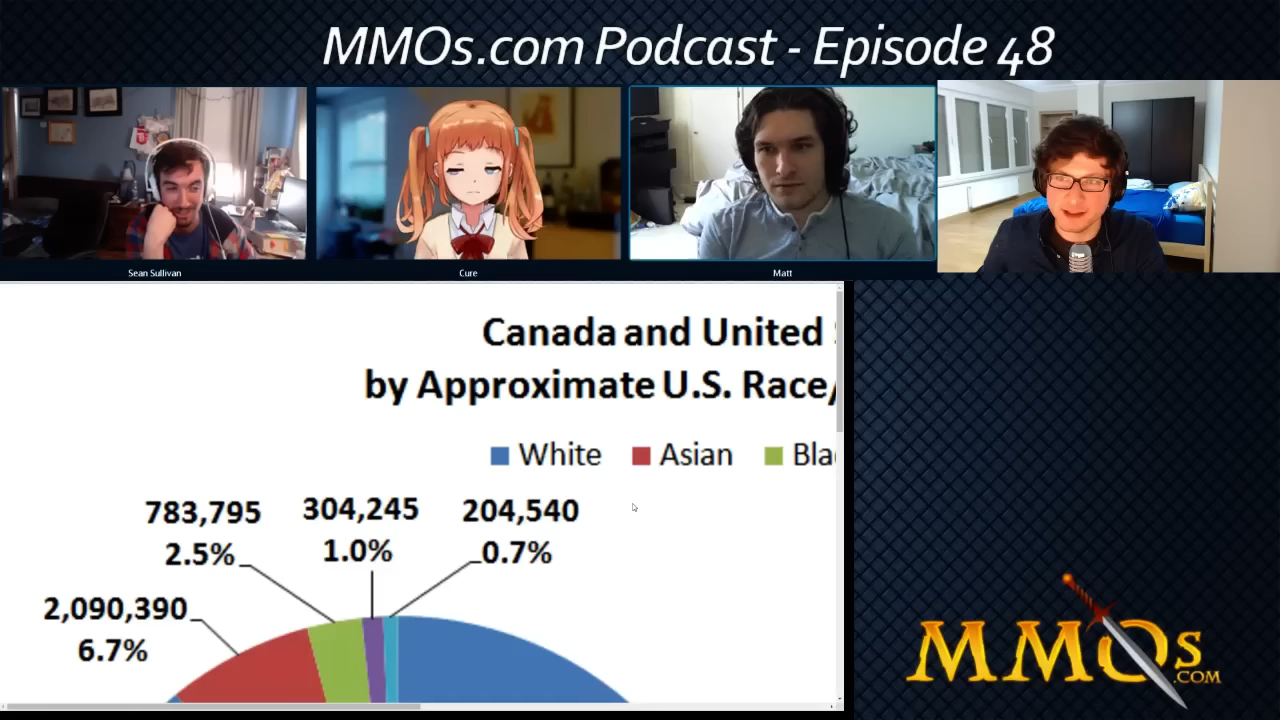 MMOs.com Podcast - Episode 48
Sean Sullivan
Cure
Matt
Canada and United
by Approximate U.S. Race/
White Asian Bla
783,795
2.5%
304,245
1.0%
204,540
0.7%
2,090,390
6.7%
MMOs
.COM